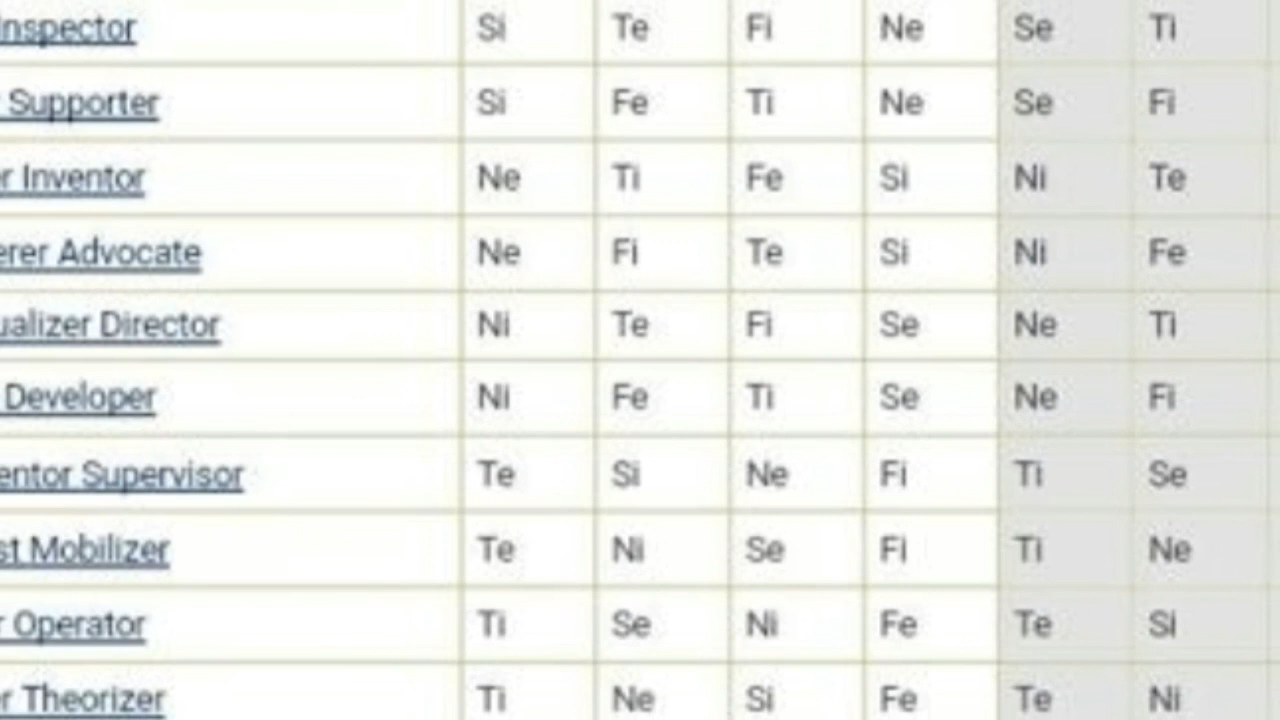 Inspector Si Te Fi Ne Se Ti
Supporter Si Fe Ti Ne Se Fi
r Inventor Ne Ti Fe Si Ni Te
erer Advocate Ne Fi Te Si Ni Fe
ualizer Director Ni Te Fi Se Ne Ti
Developer Ni Fe Ti Se Ne Fi
entor Supervisor Te Si Ne Fi Ti Se
st Mobilizer Te Ni Se Fi Ti Ne
r Operator Ti Se Ni Fe Te Si
r Theorizer Ti Ne Si Fe Te Ni